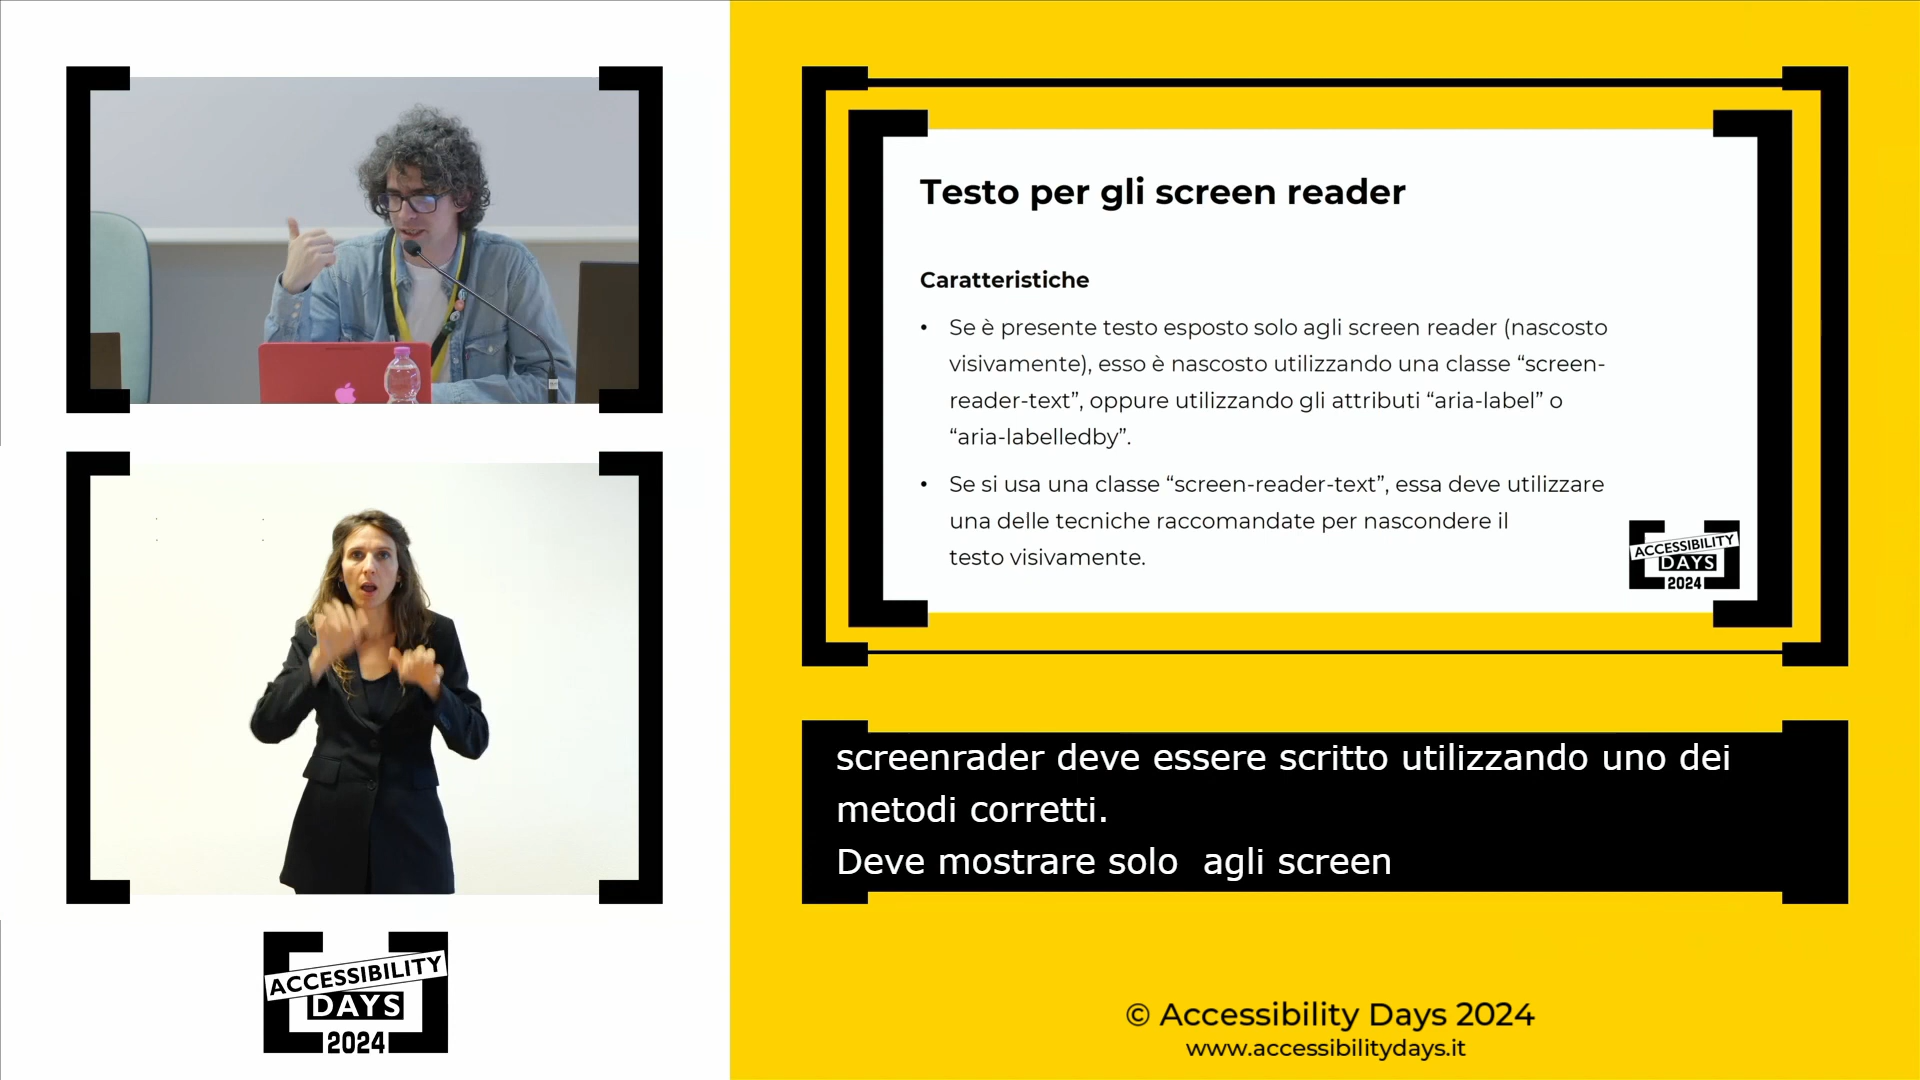 Testo per gli screen reader
Caratteristiche
• Se è presente testo esposto solo agli screen reader (nascosto
visivamente), esso è nascosto utilizzando una classe “screen-
reader-text”, oppure utilizzando gli attributi “aria-label” o
“aria-labelledby”.
• Se si usa una classe “screen-reader-text”, essa deve utilizzare
una delle tecniche raccomandate per nascondere il
testo visivamente.
ACCESSIBILITY
DAYS
2024
screenrader deve essere scritto utilizzando uno dei
metodi corretti.
Deve mostrare solo  agli screen
ACCESSIBILITY
DAYS
2024
© Accessibility Days 2024
www.accessibilitydays.it